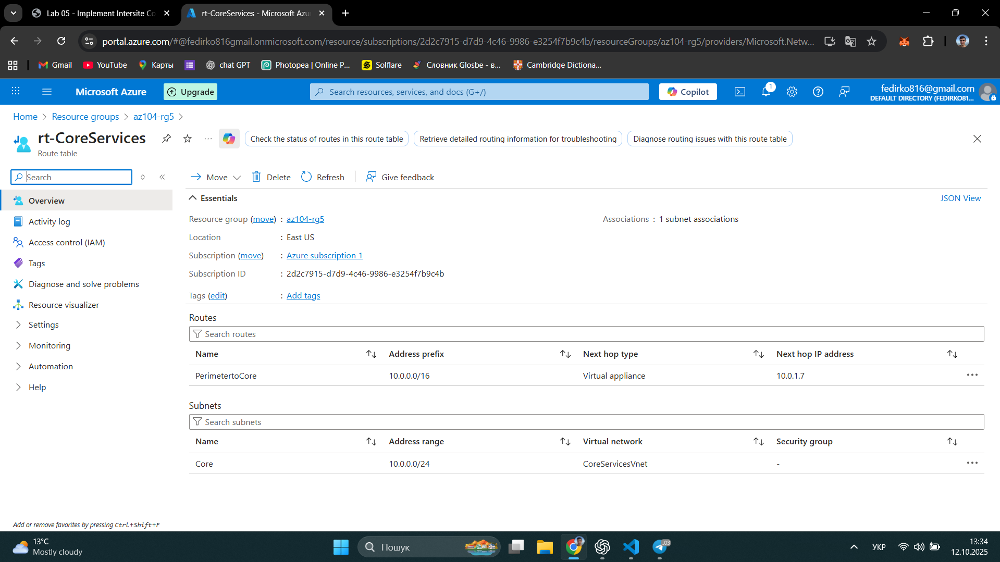 Lab 05 - Implement Intersite Co
rt-CoreServices - Microsoft Azu
portal.azure.com/#@fedirko816gmail.onmicrosoft.com/resource/subscriptions/2d2c7915-d7d9-4c46-9986-e3254f7b9c4b/resourceGroups/az104-rg5/providers/Microsoft.Netw...
Gmail
YouTube
Карты
chat GPT
Photopea | Online P...
Solflare
Словник Glosbe - в...
Cambridge Dictiona...
Microsoft Azure
Upgrade
Search resources, services, and docs (G+/)
Copilot
1
fedirko816@gmail.com
DEFAULT DIRECTORY (FEDIRKO81...
Home > Resource groups > az104-rg5 >
rt-CoreServices
Route table
Check the status of routes in this route table
Retrieve detailed routing information for troubleshooting
Diagnose routing issues with this route table
Search
Move
Delete
Refresh
Give feedback
Overview
Activity log
Access control (IAM)
Tags
Diagnose and solve problems
Resource visualizer
Settings
Monitoring
Automation
Help
Add or remove favorites by pressing Ctrl+Shift+F
Essentials
JSON View
Resource group (move) : az104-rg5
Associations : 1 subnet associations
Location : East US
Subscription (move) : Azure subscription 1
Subscription ID : 2d2c7915-d7d9-4c46-9986-e3254f7b9c4b
Tags (edit) : Add tags
Routes
Search routes
Name Address prefix Next hop type Next hop IP address
PerimetertoCore 10.0.0.0/16 Virtual appliance 10.0.1.7
Subnets
Search subnets
Name Address range Virtual network Security group
Core 10.0.0.0/24 CoreServicesVnet -
13°C
Mostly cloudy
Пошук
.03
УКР
13:34
12.10.2025